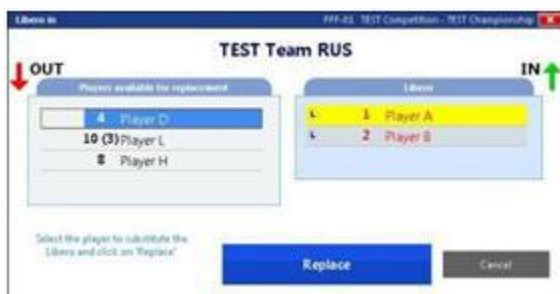 Libero in
PPF-01 TEST Competition - TEST Championship
TEST Team RUS
OUT
IN
Players available for replacement
Libero
4 Player D
10 (3) Player L
8 Player H
L 1 Player A
L 2 Player B
Select the player to substitute the
Libero and click on "Replace"
Replace
Cancel